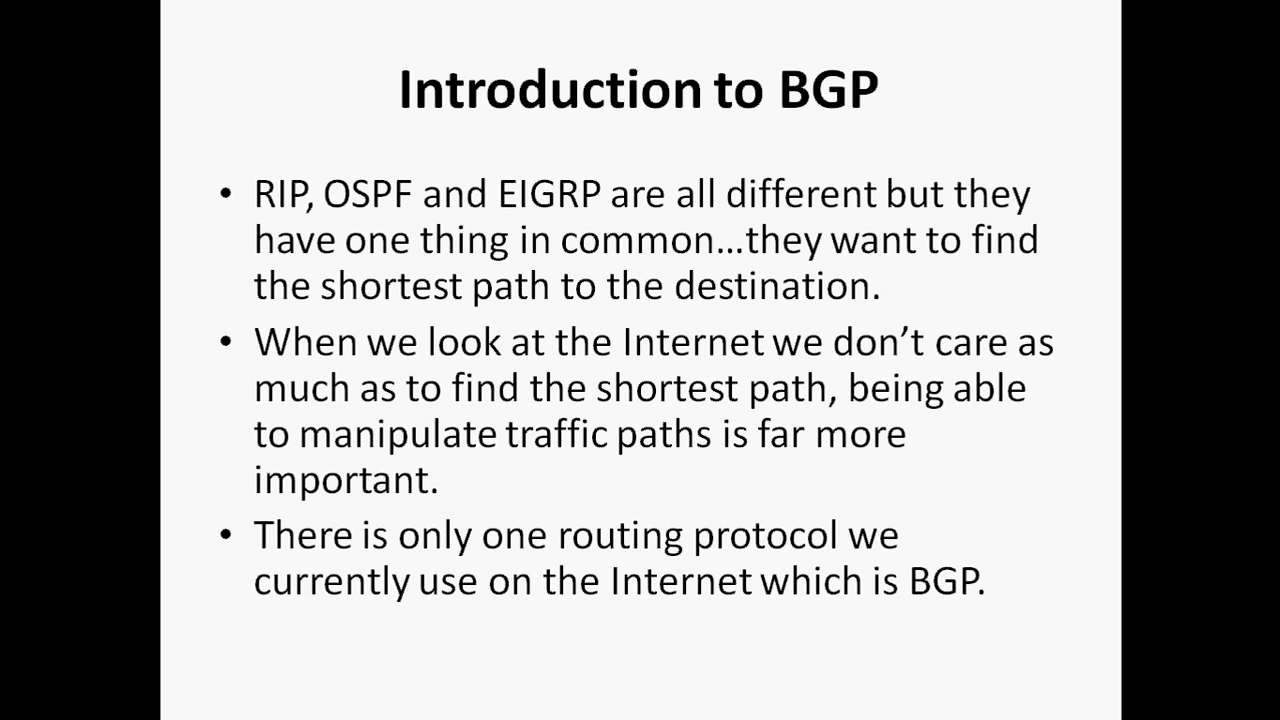 Introduction to BGP
• RIP, OSPF and EIGRP are all different but they
have one thing in common...they want to find
the shortest path to the destination.
• When we look at the Internet we don’t care as
much as to find the shortest path, being able
to manipulate traffic paths is far more
important.
• There is only one routing protocol we
currently use on the Internet which is BGP.